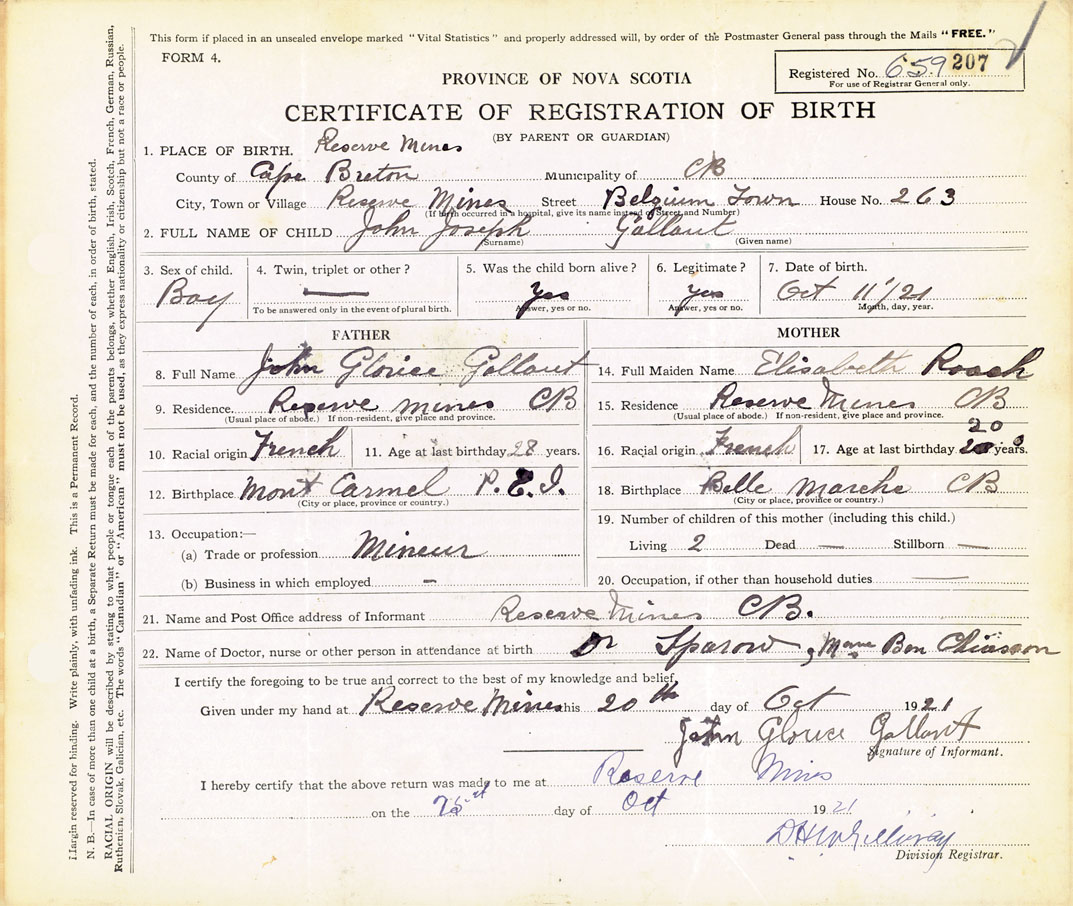 This form if placed in an unsealed envelope marked "Vital Statistics" and properly addressed will, by order of the Postmaster General pass through the Mails "FREE."
FORM 4.
Registered No. 659 207
For use of Registrar General only.
PROVINCE OF NOVA SCOTIA
CERTIFICATE OF REGISTRATION OF BIRTH
(BY PARENT OR GUARDIAN)
1. PLACE OF BIRTH. Reserve Mines
County of Cape Breton Municipality of CB
City, Town or Village Reserve Mines Street Belgium Town House No. 263
(If birth occurred in a hospital, give its name instead of Street and Number)
2. FULL NAME OF CHILD John Joseph Gallant
(Surname) (Given name)
3. Sex of child. 4. Twin, triplet or other? 5. Was the child born alive? 6. Legitimate? 7. Date of birth.
Boy — Yes Yes Oct 11/21
To be answered only in the event of plural birth. Answer, yes or no. Answer, yes or no. Month, day, year.
FATHER
8. Full Name John Glorice Gallant
9. Residence. Reserve mines CB
(Usual place of abode.) If non-resident, give place and province.
10. Racial origin French 11. Age at last birthday 28 years.
12. Birthplace Mont Carmel P.E.I.
(City or place, province or country.)
13. Occupation:—
(a) Trade or profession Mineur
(b) Business in which employed -
MOTHER
14. Full Maiden Name Elisabeth Roach
15. Residence Reserve Mines CB
(Usual place of abode.) If non-resident, give place and province.
16. Racial origin French 17. Age at last birthday 20 years.
18. Birthplace Belle Marche CB
(City or place, province or country.)
19. Number of children of this mother (including this child.)
Living 2 Dead — Stillborn —
20. Occupation, if other than household duties —
21. Name and Post Office address of Informant Reserve Mines CB.
22. Name of Doctor, nurse or other person in attendance at birth Dr Sparow, Ben Chiasson
I certify the foregoing to be true and correct to the best of my knowledge and belief.
Given under my hand at Reserve Mines this 20th day of Oct 1921
John Glorice Gallant
Signature of Informant.
I hereby certify that the above return was made to me at Reserve Mines
on the day of Oct 1921
Division Registrar.
Margin reserved for binding. Write plainly, with unfading ink. This is a Permanent Record.
N. B.—In case of more than one child at a birth, a Separate Return must be made for each, and the number of each, in order of birth, stated.
RACIAL ORIGIN will be described by stating to what people or tongue each of the parents belongs, whether English, Irish, Scotch, French, German, Russian,
Ruthenian, Slovak, Galician, etc. The words "Canadian" or "American" must not be used, as they express nationality or citizenship but not a race or people.